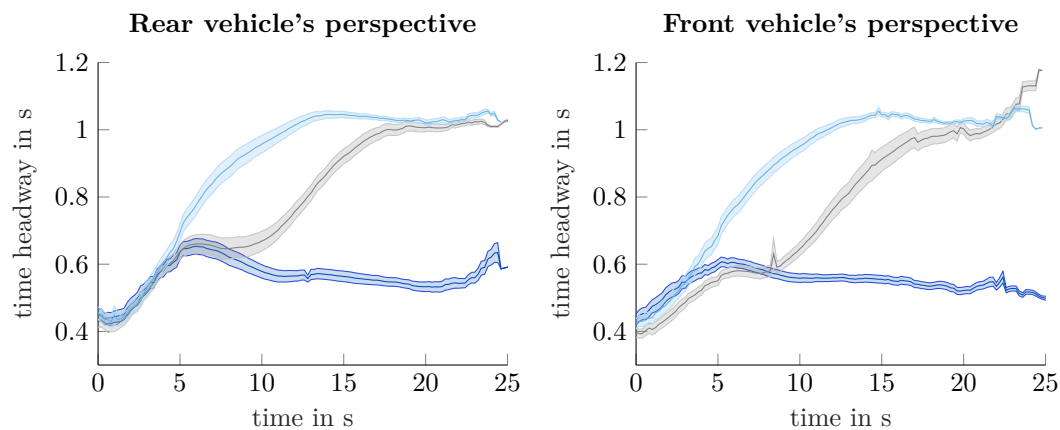 Rear vehicle's perspective
time headway in s
1.2
1
0.8
0.6
0.4
0 5 10 15 20 25
time in s
Front vehicle's perspective
time headway in s
1.2
1
0.8
0.6
0.4
0 5 10 15 20 25
time in s